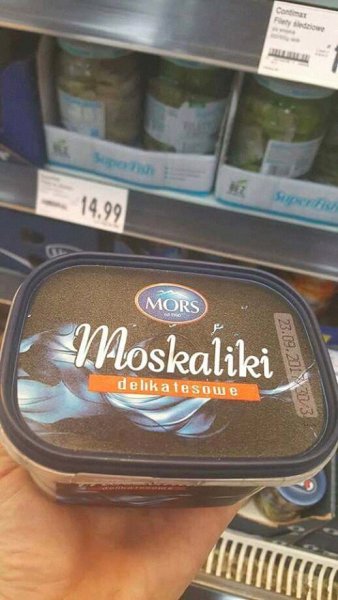 Contimax
Filety śledziowe
SuperFish
SuperFish
14.99
MORS
Moskaliki
delikatesowe